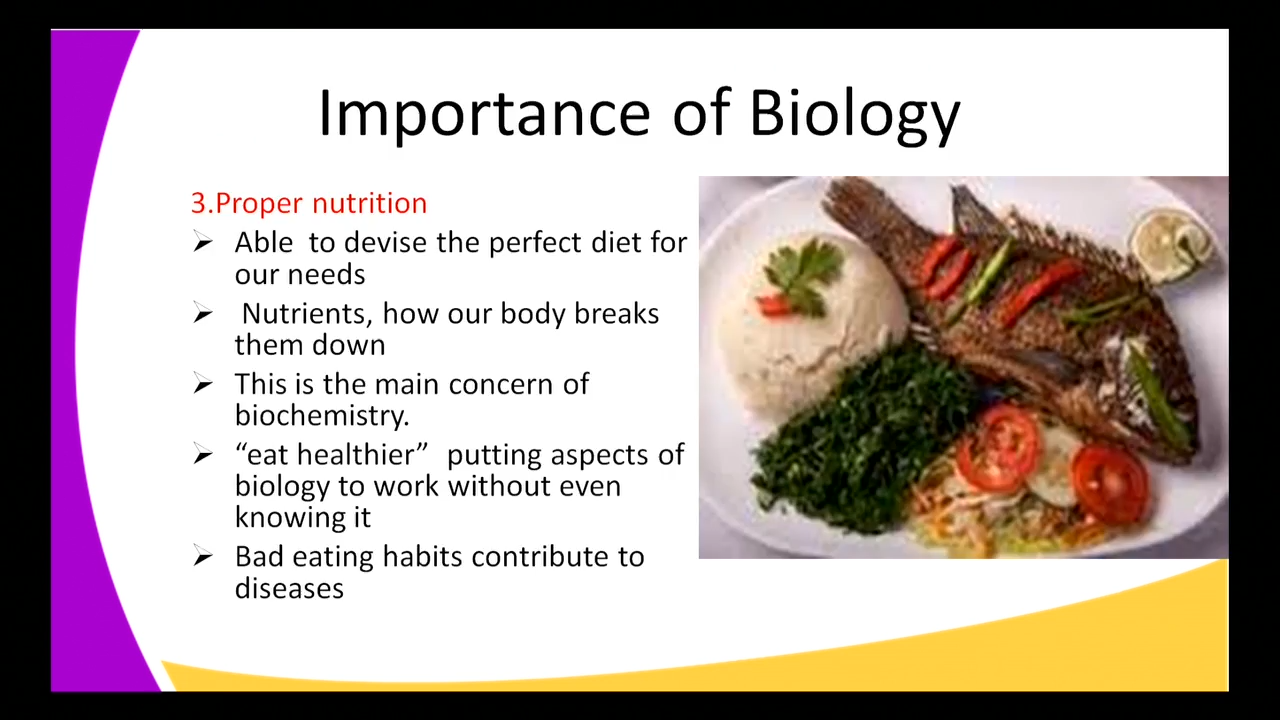 Importance of Biology
3.Proper nutrition
➢ Able  to devise the perfect diet for
our needs
➢  Nutrients, how our body breaks
them down
➢ This is the main concern of
biochemistry.
➢ “eat healthier”  putting aspects of
biology to work without even
knowing it
➢ Bad eating habits contribute to
diseases